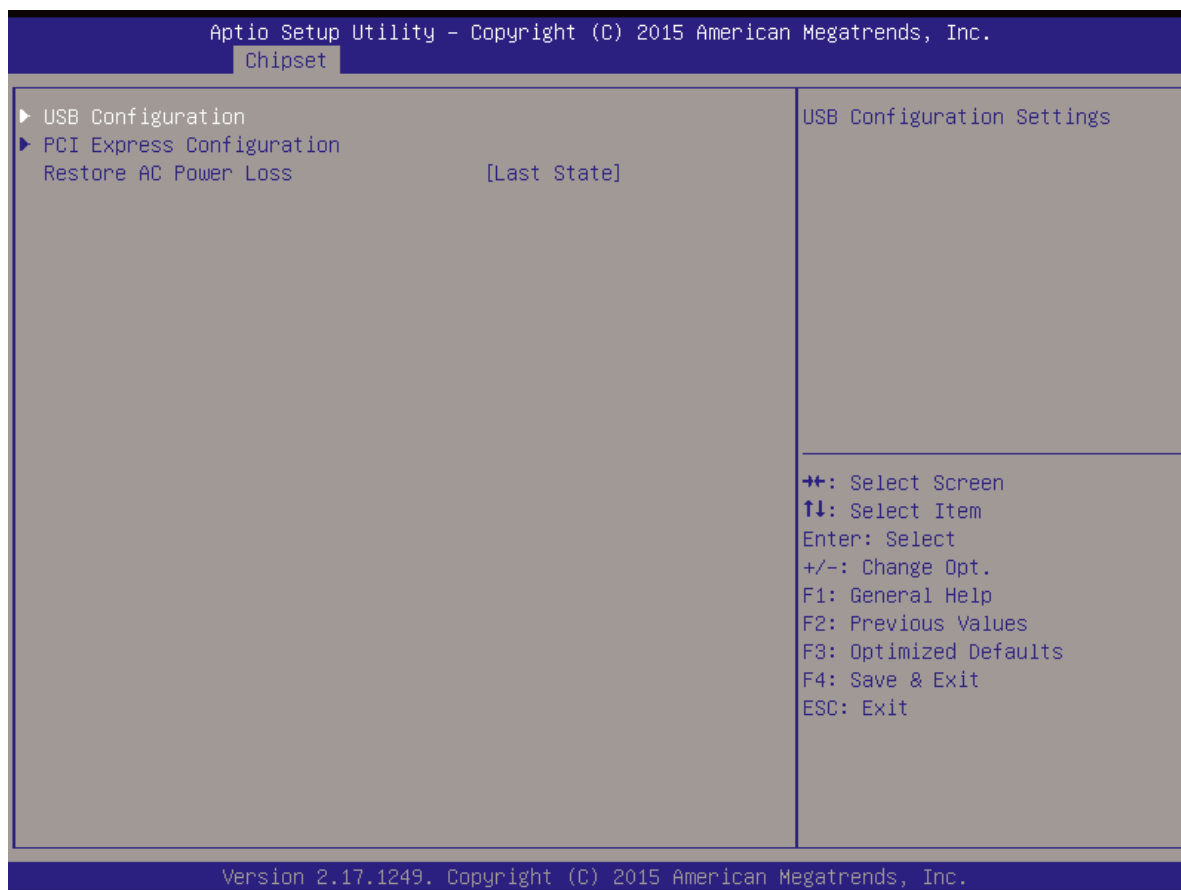 Aptio Setup Utility – Copyright (C) 2015 American Megatrends, Inc.
Chipset
USB Configuration
PCI Express Configuration
Restore AC Power Loss [Last State]
USB Configuration Settings
→←: Select Screen
↑↓: Select Item
Enter: Select
+/-: Change Opt.
F1: General Help
F2: Previous Values
F3: Optimized Defaults
F4: Save & Exit
ESC: Exit
Version 2.17.1249. Copyright (C) 2015 American Megatrends, Inc.